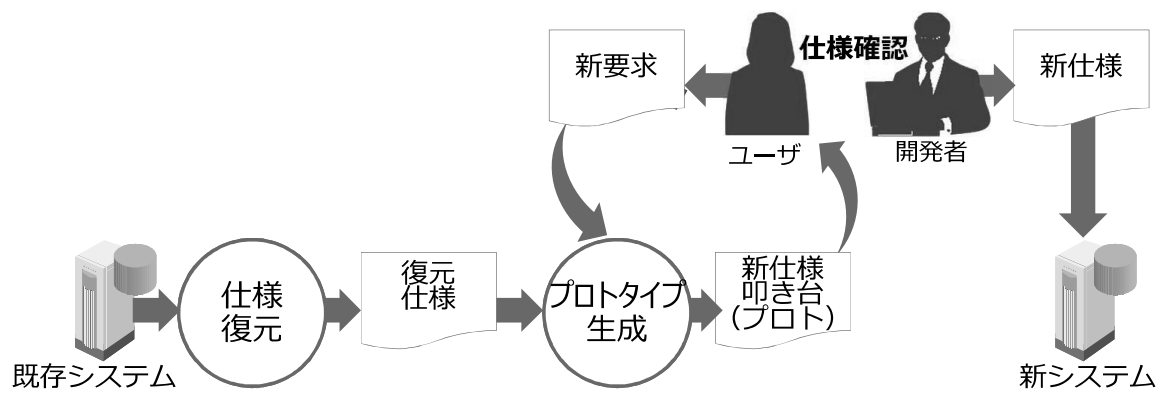 新要求
仕様確認
新仕様
ユーザ
開発者
仕様
復元
復元
仕様
プロトタイプ
生成
新仕様
叩き台
(プロト)
既存システム
新システム